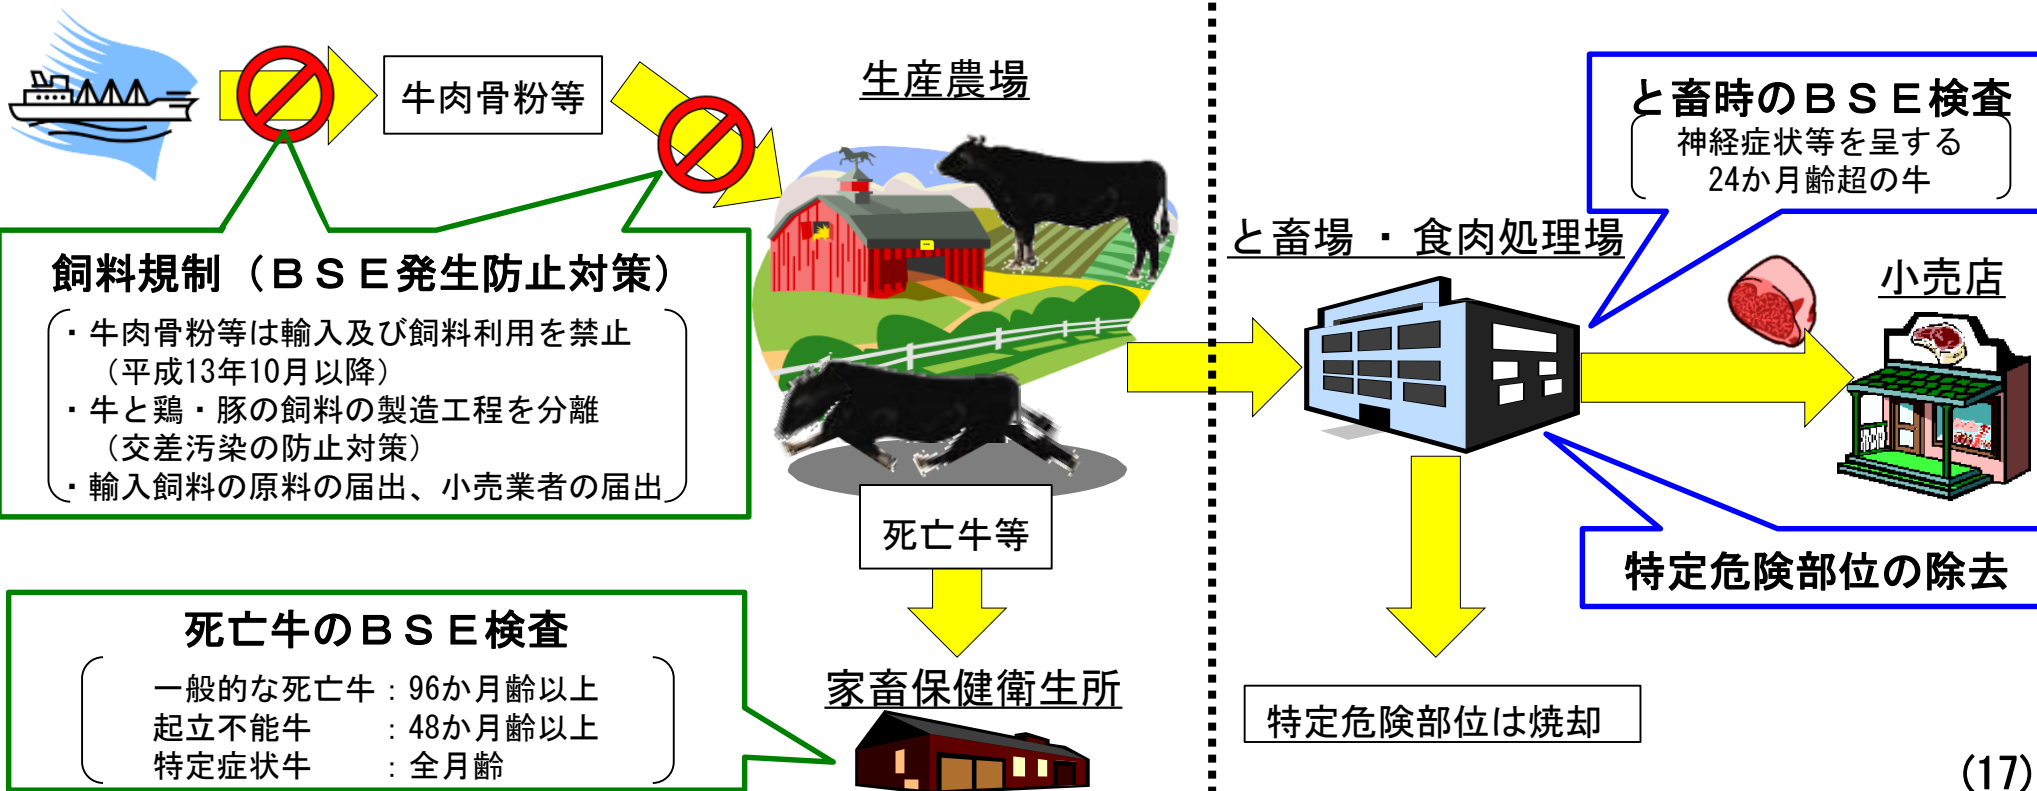 牛肉骨粉等
生産農場
飼料規制（ＢＳＥ発生防止対策）
・牛肉骨粉等は輸入及び飼料利用を禁止
（平成13年10月以降）
・牛と鶏・豚の飼料の製造工程を分離
（交差汚染の防止対策）
・輸入飼料の原料の届出、小売業者の届出
死亡牛等
死亡牛のＢＳＥ検査
一般的な死亡牛：96か月齢以上
起立不能牛　　：48か月齢以上
特定症状牛　　：全月齢
家畜保健衛生所
と畜時のＢＳＥ検査
神経症状等を呈する
24か月齢超の牛
と畜場・食肉処理場
小売店
特定危険部位の除去
特定危険部位は焼却
(17)